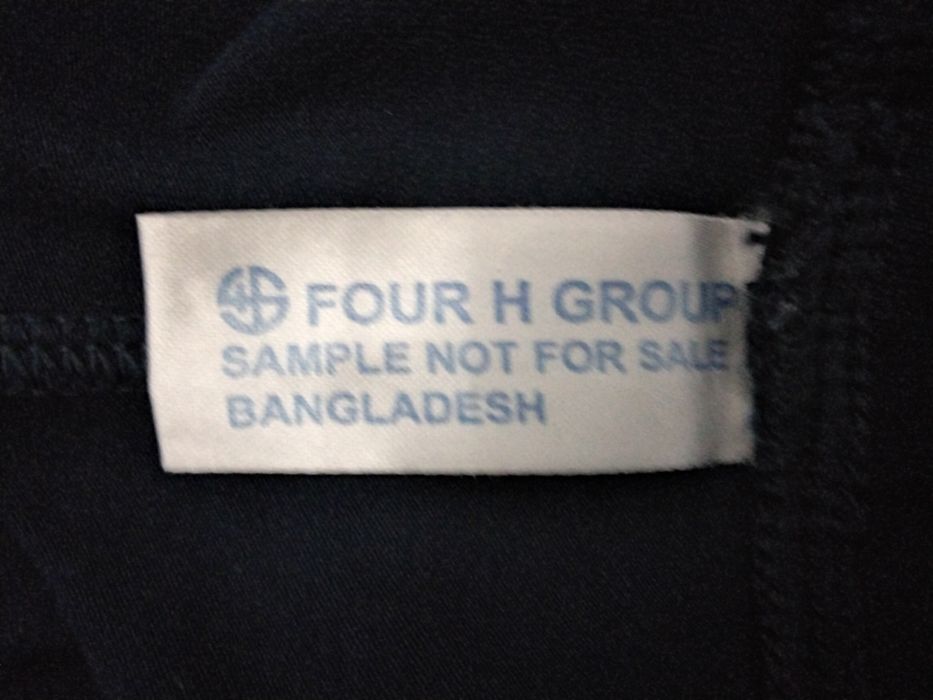 FOUR H GROUP
SAMPLE NOT FOR SALE
BANGLADESH